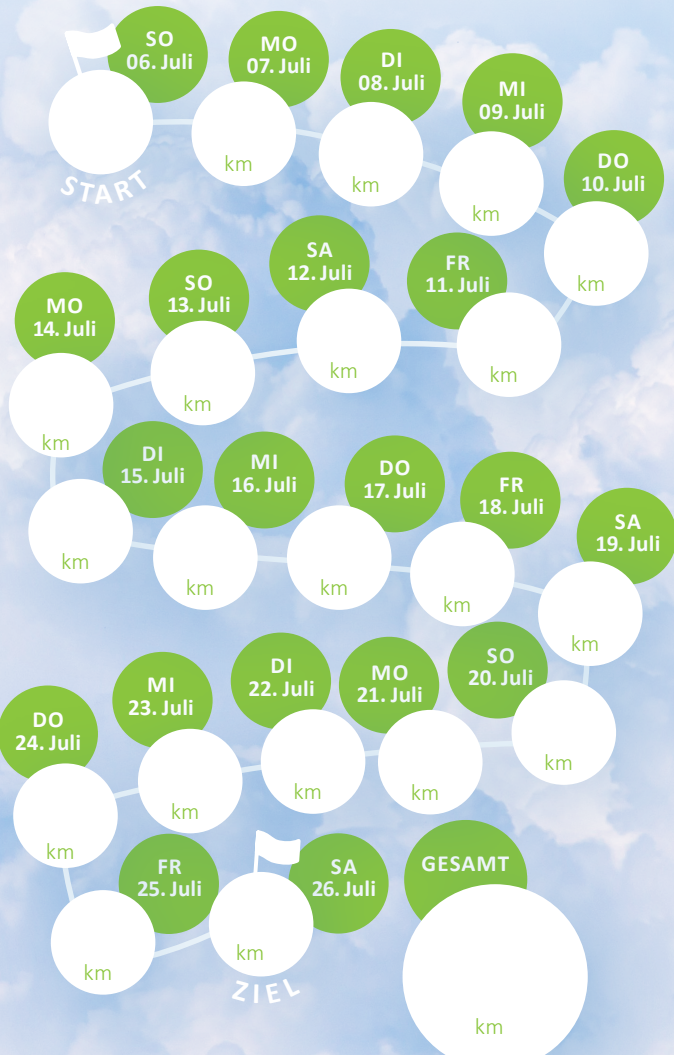 SO
06. Juli
START
MO
07. Juli
km
DI
08. Juli
km
MI
09. Juli
km
DO
10. Juli
km
FR
11. Juli
km
SA
12. Juli
km
SO
13. Juli
km
MO
14. Juli
km
DI
15. Juli
km
MI
16. Juli
km
DO
17. Juli
km
FR
18. Juli
km
SA
19. Juli
km
SO
20. Juli
km
MO
21. Juli
km
DI
22. Juli
km
MI
23. Juli
km
DO
24. Juli
km
FR
25. Juli
km
SA
26. Juli
km
ZIEL
GESAMT
km
km